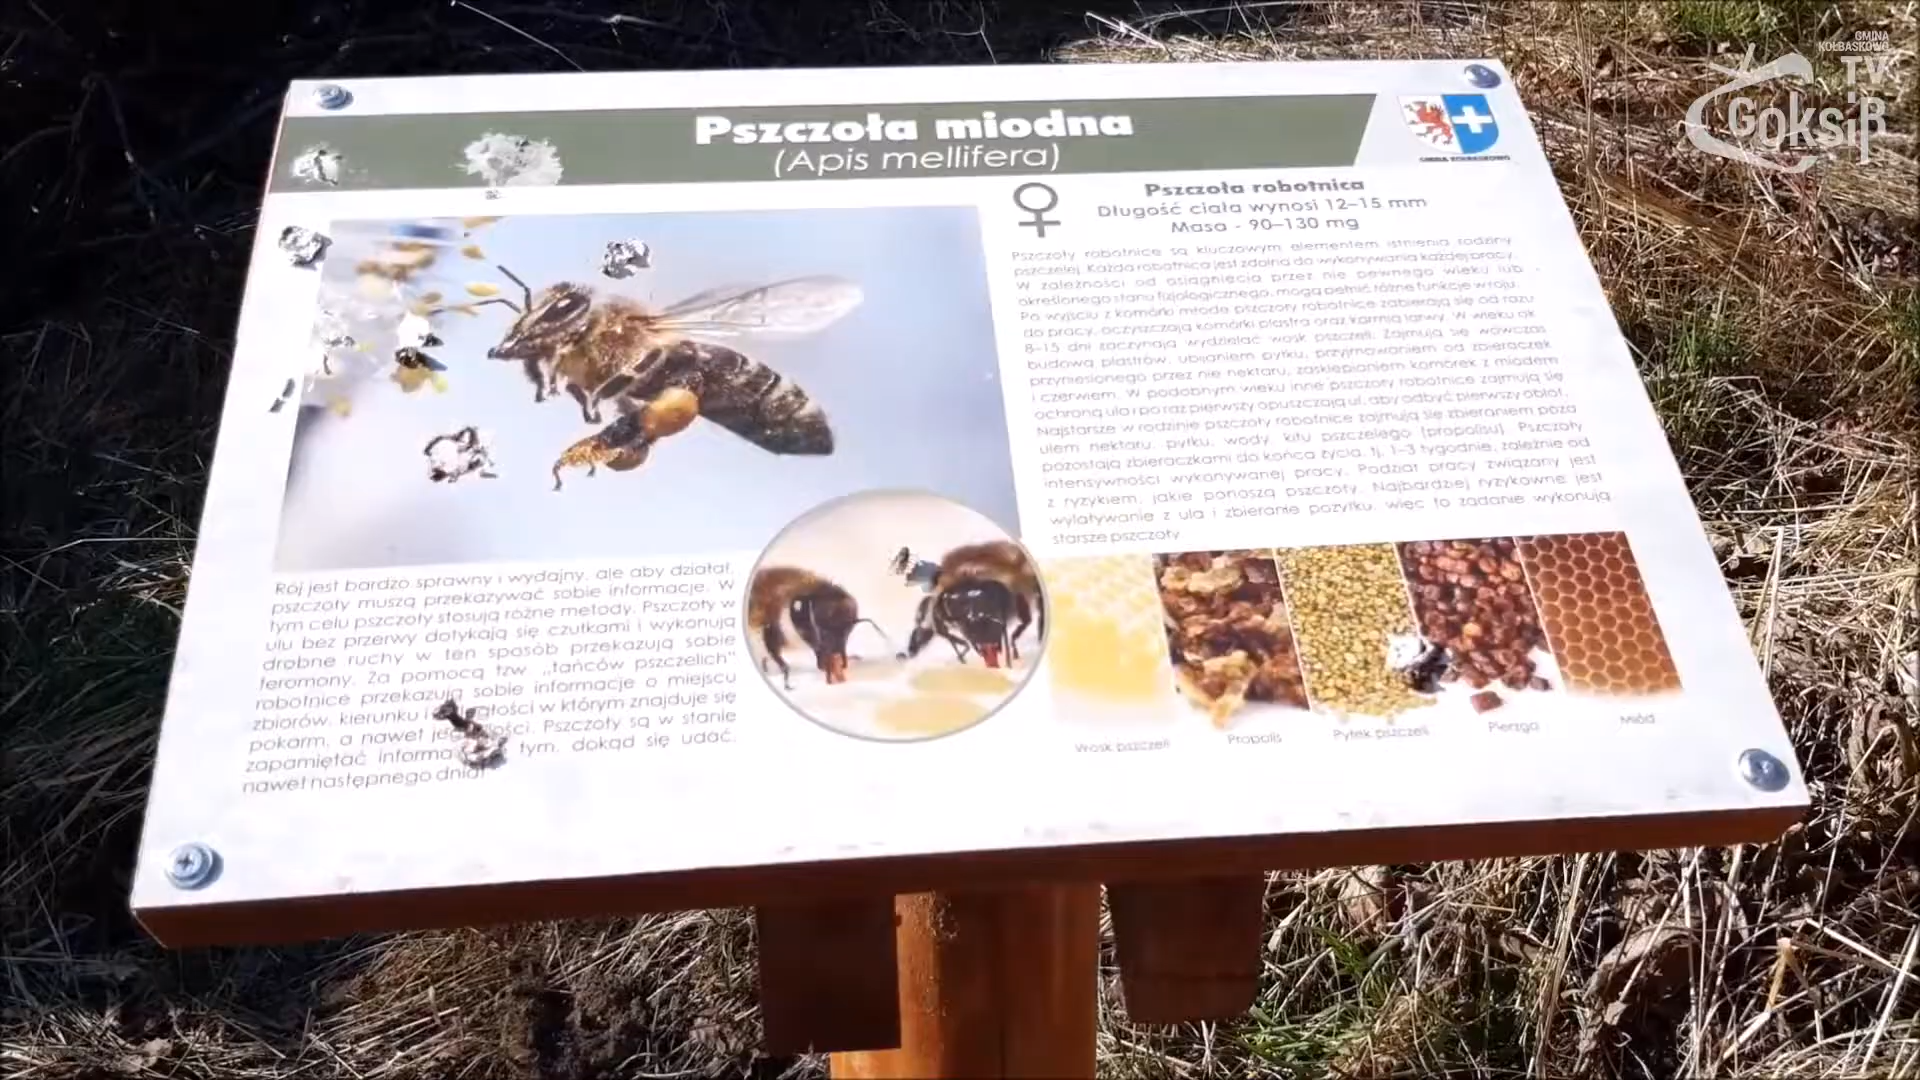 GMINA
KOŁBASKOWO
TV
GOKSiR
Pszczoła miodna
(Apis mellifera)
GMINA KOŁBASKOWO
Pszczoła robotnica
Długość ciała wynosi 12–15 mm
Masa - 90–130 mg
Pszczoły robotnice są kluczowym elementem istnienia rodziny
pszczelej. Każda robotnica jest zdolna do wykonywania każdej pracy.
W zależności od osiągnięcia przez nie pewnego wieku lub
określonego stanu fizjologicznego, mogą pełnić różne funkcje w roju.
Po wyjściu z komórki młode pszczoły robotnice zabierają się od razu
do pracy, oczyszczają komórki plastra oraz karmią larwy. W wieku ok
8–15 dni zaczynają wydzielać wosk pszczeli. Zajmują się wówczas
budową plastrów, ubijaniem pyłku, przyjmowaniem od zbieraczek
przyniesionego przez nie nektaru, zasklepianiem komórek z miodem
i czerwiem. W podobnym wieku inne pszczoły robotnice zajmują się
ochroną ula i po raz pierwszy opuszczają ul, aby odbyć pierwszy oblot.
Najstarsze w rodzinie pszczoły robotnice zajmują się zbieraniem poza
ulem nektaru, pyłku, wody, kitu pszczelego (propolisu). Pszczoły
pozostają zbieraczkami do końca życia, tj. 1–3 tygodnie, zależnie od
intensywności wykonywanej pracy. Podział pracy związany jest
z ryzykiem, jakie ponoszą pszczoły. Najbardziej ryzykowne jest
wylatywanie z ula i zbieranie pożytku, więc to zadanie wykonują
starsze pszczoły
Rój jest bardzo sprawny i wydajny, ale aby działał,
pszczoły muszą przekazywać sobie informacje. W
tym celu pszczoły stosują różne metody. Pszczoły w
ulu bez przerwy dotykają się czułkami i wykonują
drobne ruchy w ten sposób przekazują sobie
feromony. Za pomocą tzw „tańców pszczelich"
robotnice przekazują sobie informacje o miejscu
zbiorów, kierunku i głości w którym znajduje się
pokarm, a nawet je ości. Pszczoły są w stanie
zapamiętać informa tym, dokąd się udać,
nawet następnego dnia!
Wosk pszczeli
Propolis
Pyłek pszczeli
Pierzga
Miód